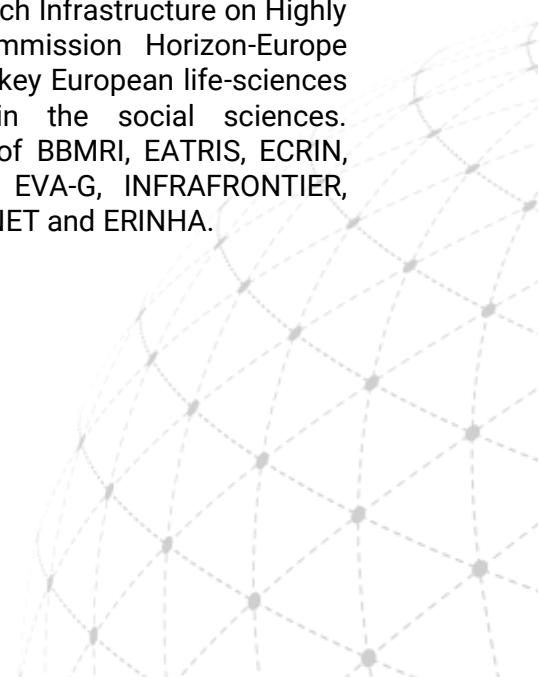 ch Infrastructure on Highly
mmission Horizon-Europe
key European life-sciences
in the social sciences.
of BBMRI, EATRIS, ECRIN,
EVA-G, INFRAFRONTIER,
NET and ERINHA.